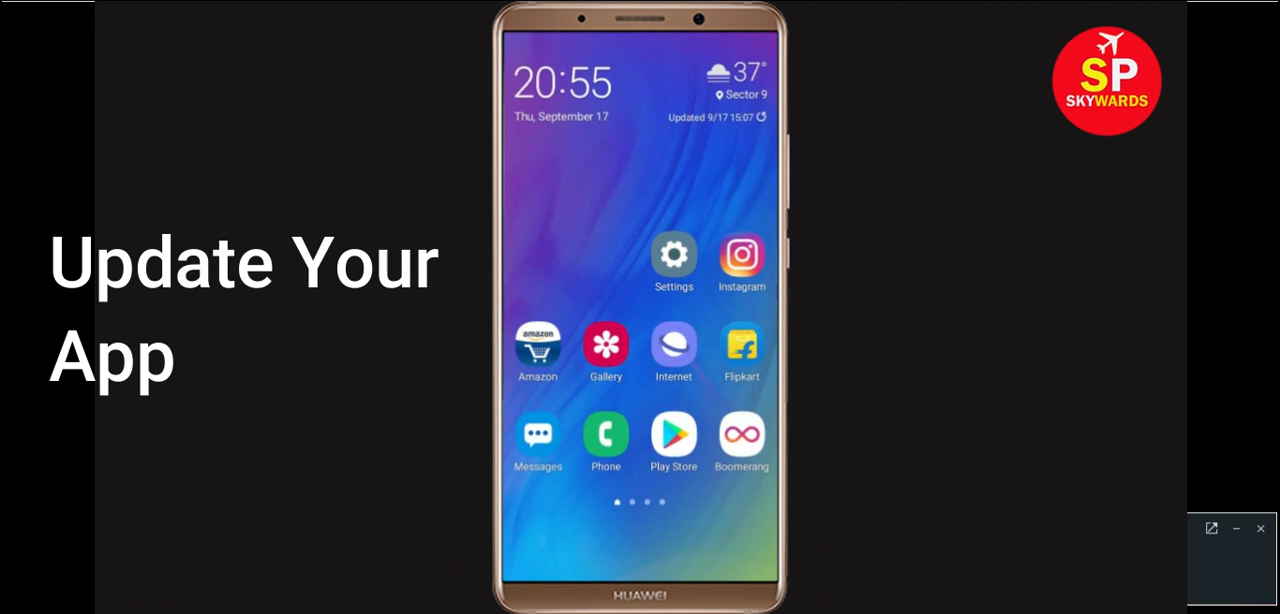 20:55
37°
Sector 9
Thu, September 17
Updated 9/17 15:07
SP
SKYWARDS
Update Your
App
Settings
Instagram
amazon
Amazon
Gallery
Internet
Flipkart
Messages
Phone
Play Store
Boomerang
HUAWEI